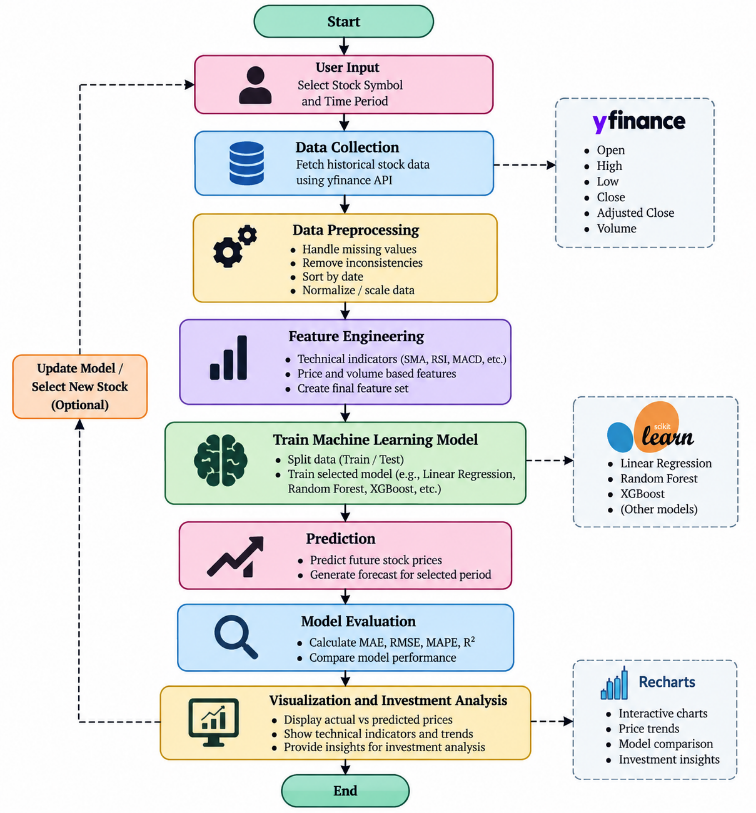 Start
User Input
Select Stock Symbol
and Time Period
Data Collection
Fetch historical stock data
using yfinance API
yfinance
• Open
• High
• Low
• Close
• Adjusted Close
• Volume
Data Preprocessing
• Handle missing values
• Remove inconsistencies
• Sort by date
• Normalize / scale data
Feature Engineering
• Technical indicators (SMA, RSI, MACD, etc.)
• Price and volume based features
• Create final feature set
Update Model /
Select New Stock
(Optional)
Train Machine Learning Model
• Split data (Train / Test)
• Train selected model (e.g., Linear Regression,
Random Forest, XGBoost, etc.)
scikit
learn
• Linear Regression
• Random Forest
• XGBoost
• (Other models)
Prediction
• Predict future stock prices
• Generate forecast for selected period
Model Evaluation
• Calculate MAE, RMSE, MAPE, R²
• Compare model performance
Visualization and Investment Analysis
• Display actual vs predicted prices
• Show technical indicators and trends
• Provide insights for investment analysis
Recharts
• Interactive charts
• Price trends
• Model comparison
• Investment insights
End